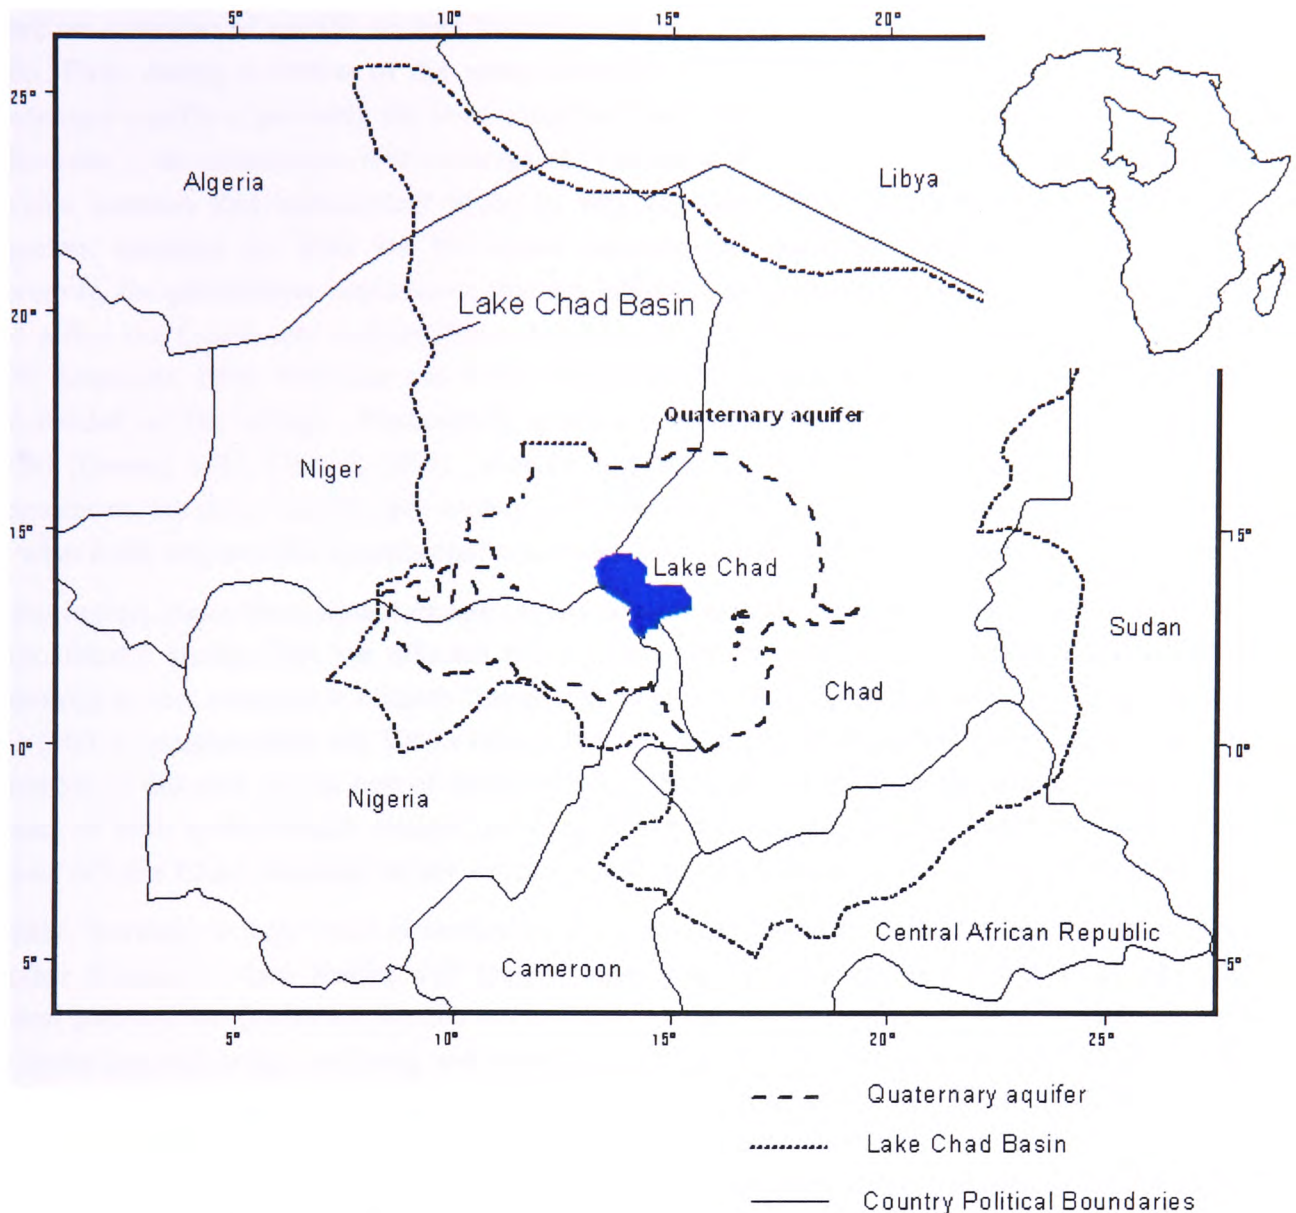 5° 10° 15° 20°
25°
Algeria
Libya
20°
Lake Chad Basin
Quaternary aquifer
Niger
15°
15°
Lake Chad
Sudan
Chad
10°
10°
Nigeria
Central African Republic
5°
5°
Cameroon
5° 10° 15° 20° 25°
Quaternary aquifer
Lake Chad Basin
Country Political Boundaries